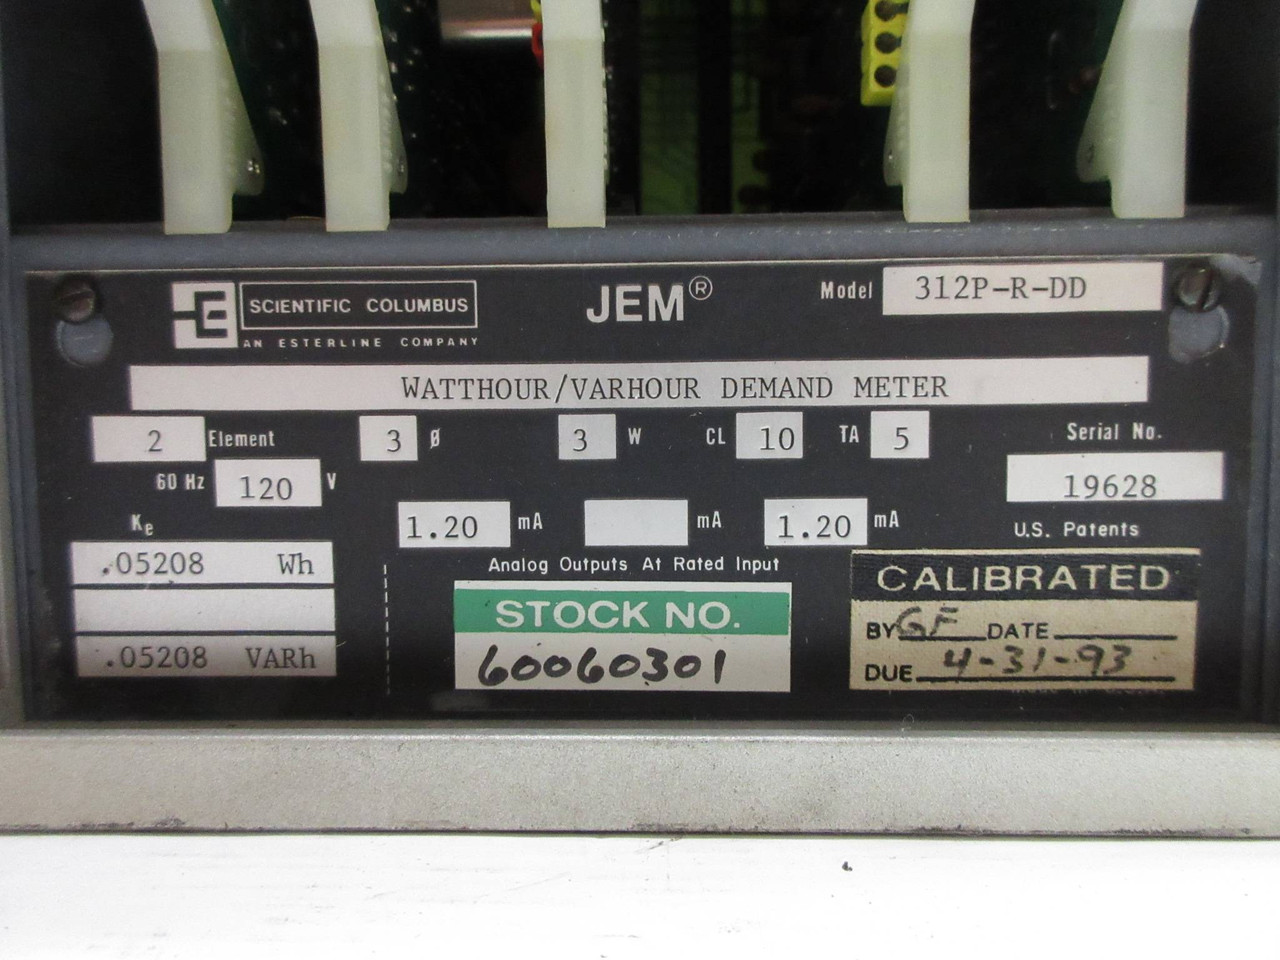 SCIENTIFIC COLUMBUS
AN ESTERLINE COMPANY
JEM®
Model 312P-R-DD
WATTHOUR/VARHOUR DEMAND METER
2 Element 3 ø 3 W CL 10 TA 5
Serial No.
60 Hz 120 V
19628
Ke
1.20 mA mA 1.20 mA
U.S. Patents
.05208 Wh
Analog Outputs At Rated Input
CALIBRATED
STOCK NO.
BY GF DATE
.05208 VARh
60060301
DUE 4-31-93